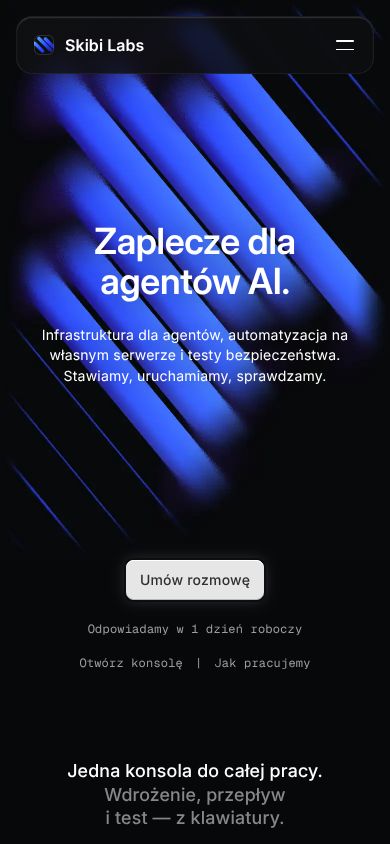 Skibi Labs
Zaplecze dla
agentów AI.
Infrastruktura dla agentów, automatyzacja na
własnym serwerze i testy bezpieczeństwa.
Stawiamy, uruchamiamy, sprawdzamy.
Umów rozmowę
Odpowiadamy w 1 dzień roboczy
Otwórz konsolę | Jak pracujemy
Jedna konsola do całej pracy.
Wdrożenie, przepływ
i test — z klawiatury.